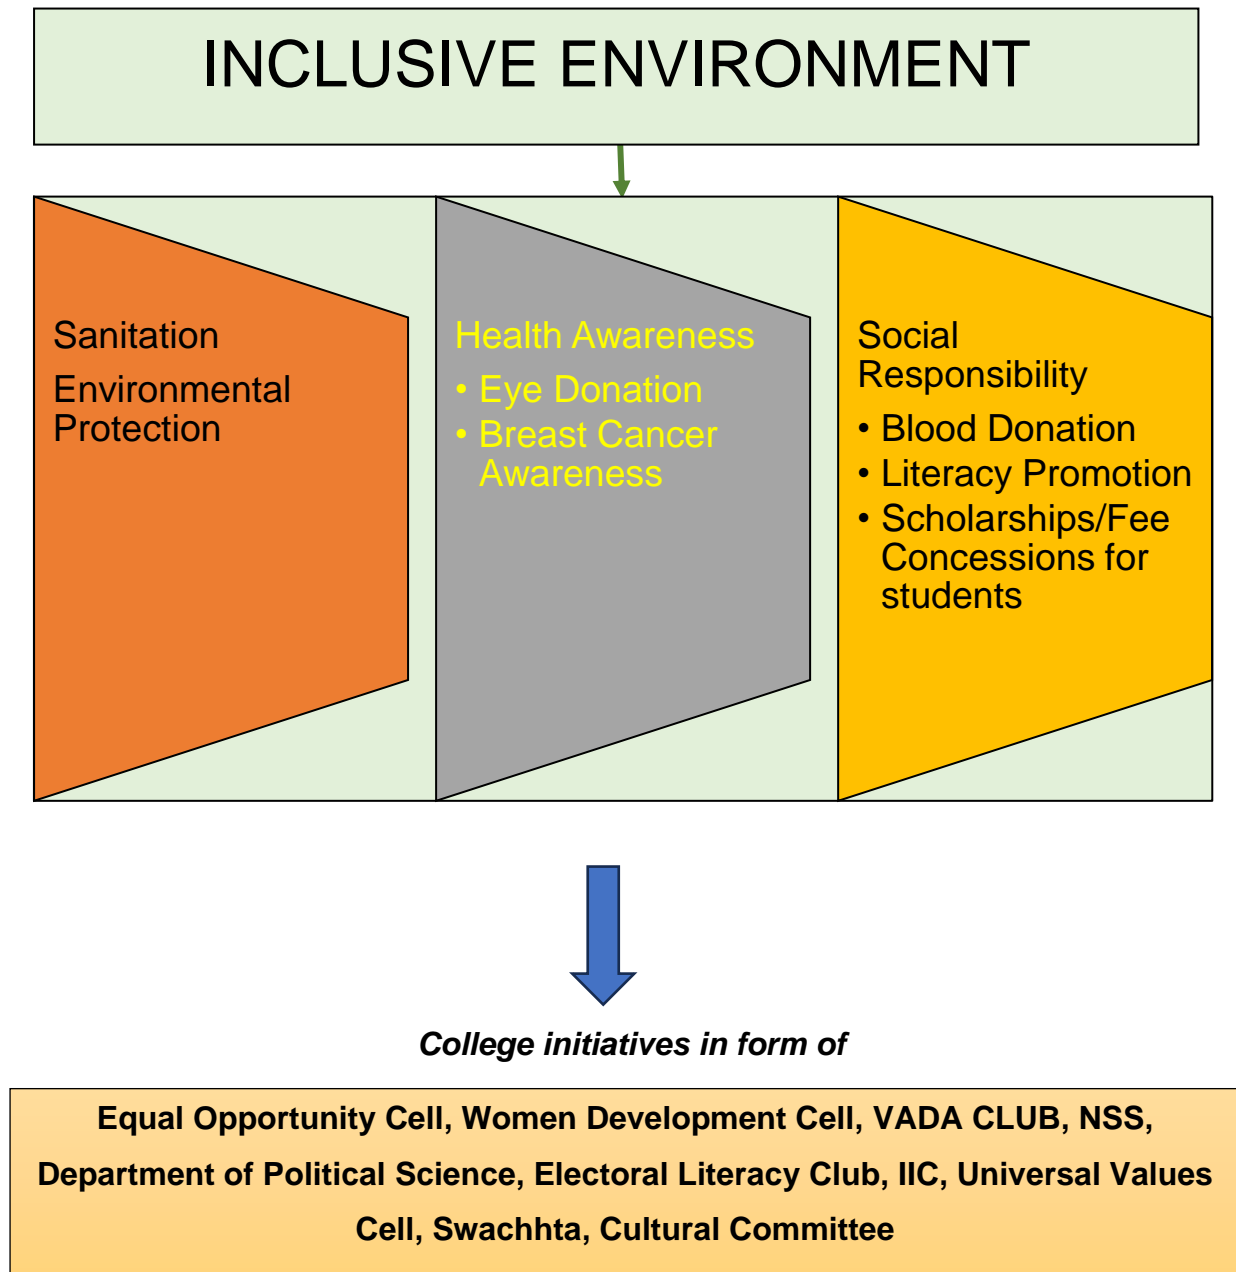 INCLUSIVE ENVIRONMENT
Sanitation
Environmental
Protection
Health Awareness
• Eye Donation
• Breast Cancer
Awareness
Social
Responsibility
• Blood Donation
• Literacy Promotion
• Scholarships/Fee
Concessions for
students
College initiatives in form of
Equal Opportunity Cell, Women Development Cell, VADA CLUB, NSS,
Department of Political Science, Electoral Literacy Club, IIC, Universal Values
Cell, Swachhta, Cultural Committee